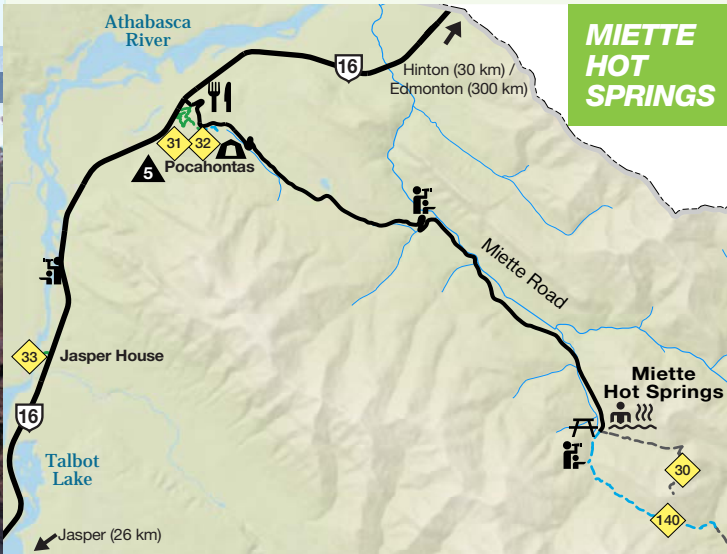 Athabasca
River
MIETTE
HOT
SPRINGS
16
Hinton (30 km) /
Edmonton (300 km)
31
32
5
Pocahontas
Miette Road
33
Jasper House
Miette
Hot Springs
16
30
Talbot
Lake
140
Jasper (26 km)